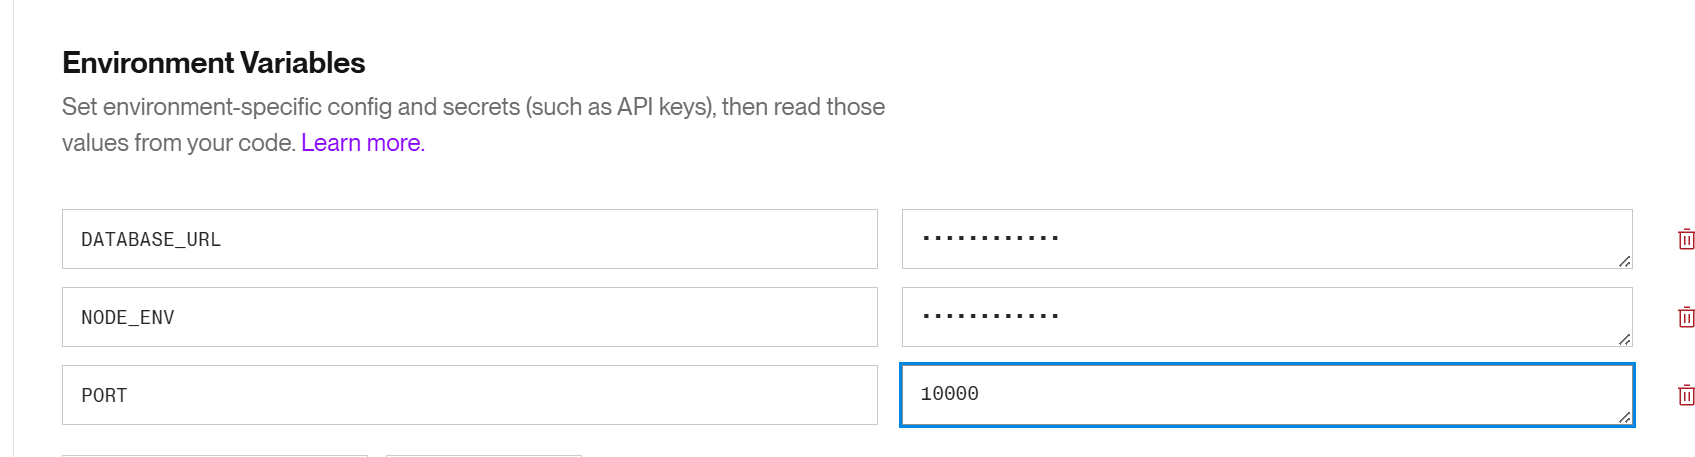 Environment Variables
Set environment-specific config and secrets (such as API keys), then read those
values from your code. Learn more.
DATABASE_URL ············
NODE_ENV ············
PORT 10000